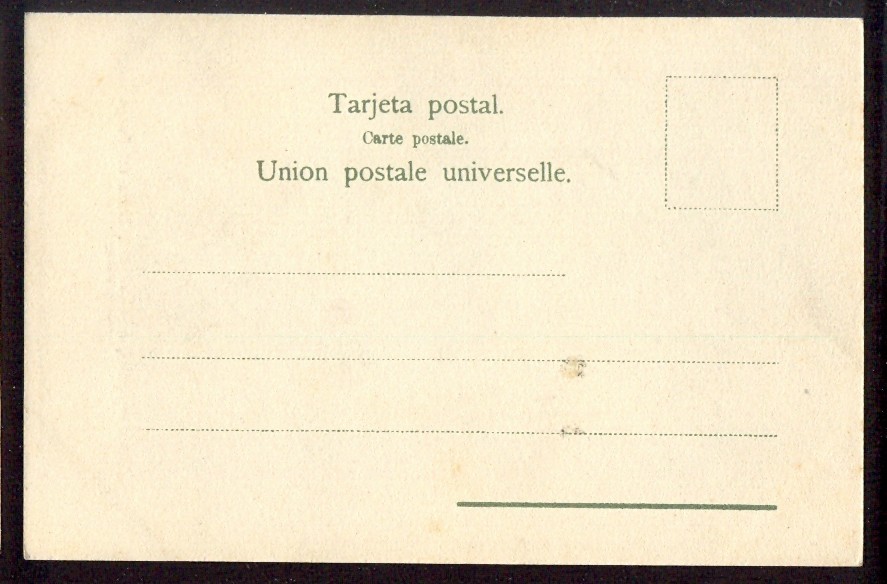 Tarjeta postal.
Carte postale.
Union postale universelle.